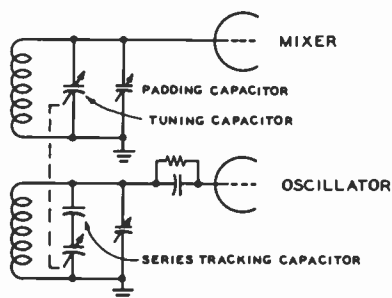 MIXER
PADDING CAPACITOR
TUNING CAPACITOR
OSCILLATOR
SERIES TRACKING CAPACITOR